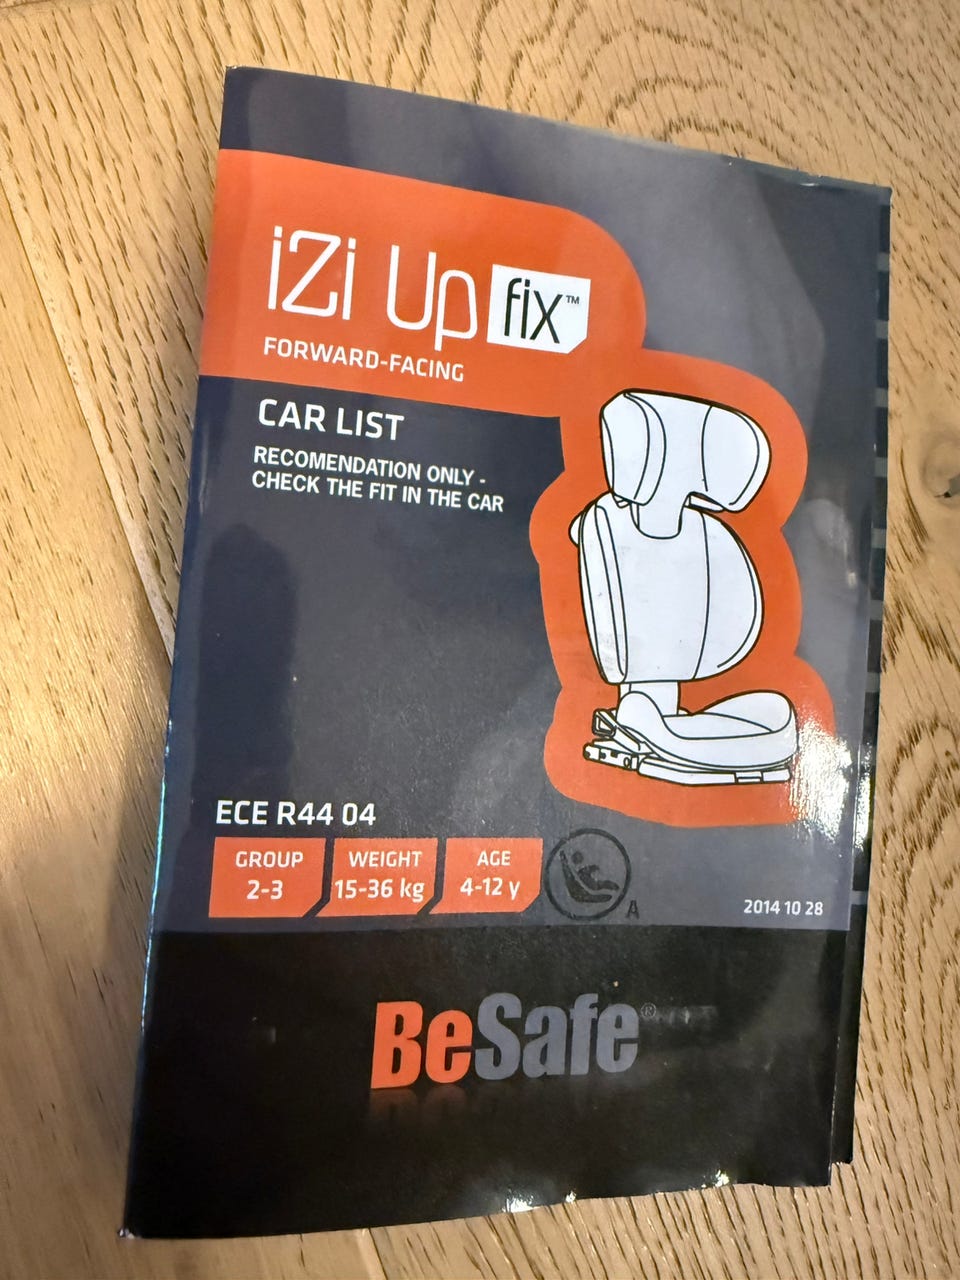 iZi Up fix™
FORWARD-FACING
CAR LIST
RECOMENDATION ONLY -
CHECK THE FIT IN THE CAR
ECE R44 04
GROUP
2-3
WEIGHT
15-36 kg
AGE
4-12 y
A
2014 10 28
BeSafe®